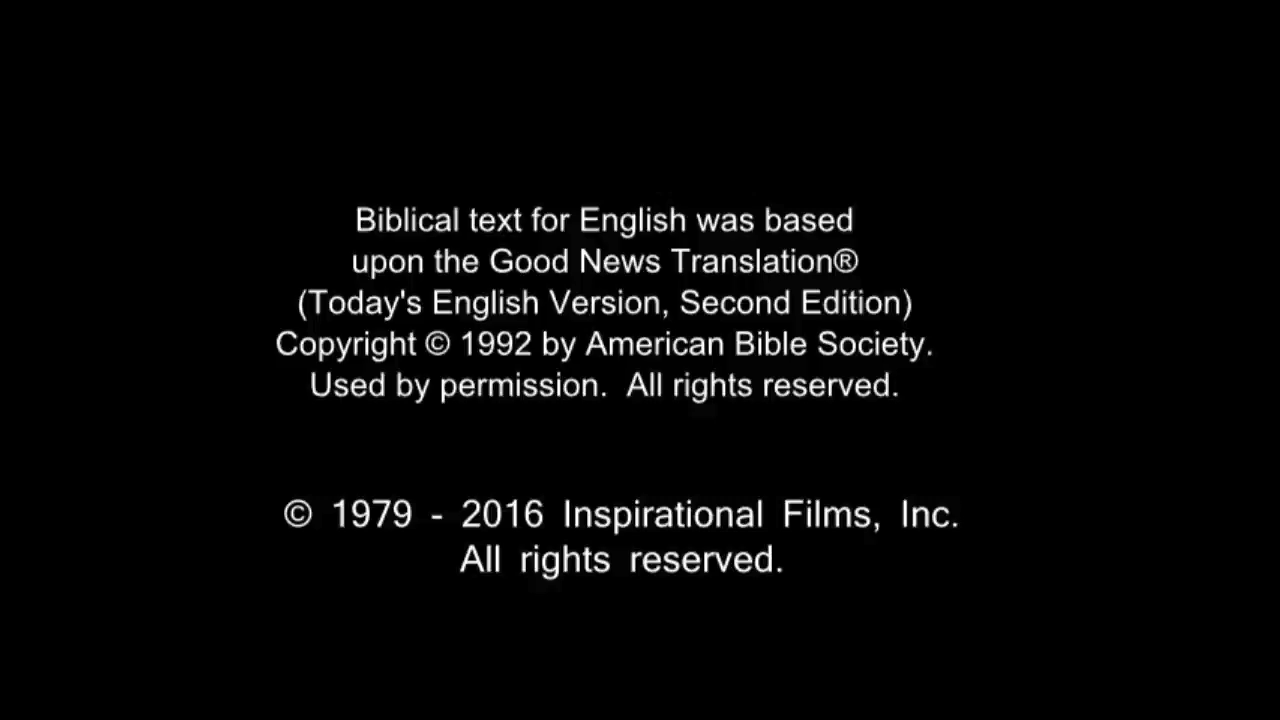 Biblical text for English was based
upon the Good News Translation®
(Today's English Version, Second Edition)
Copyright © 1992 by American Bible Society.
Used by permission.  All rights reserved.
© 1979 - 2016 Inspirational Films, Inc.
All rights reserved.